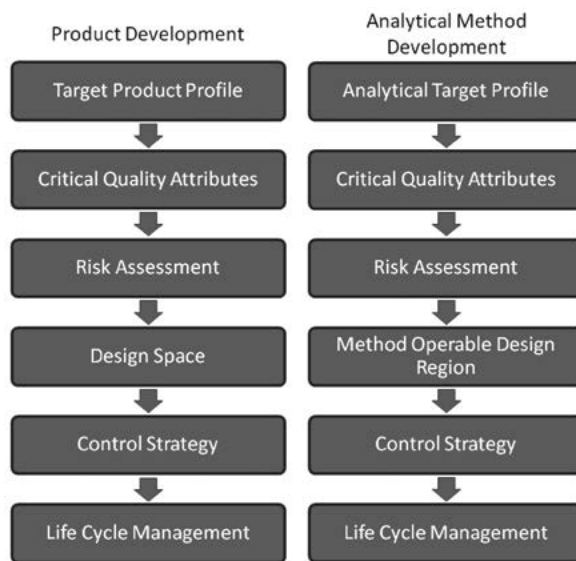 Product Development
Target Product Profile
Critical Quality Attributes
Risk Assessment
Design Space
Control Strategy
Life Cycle Management
Analytical Method
Development
Analytical Target Profile
Critical Quality Attributes
Risk Assessment
Method Operable Design
Region
Control Strategy
Life Cycle Management